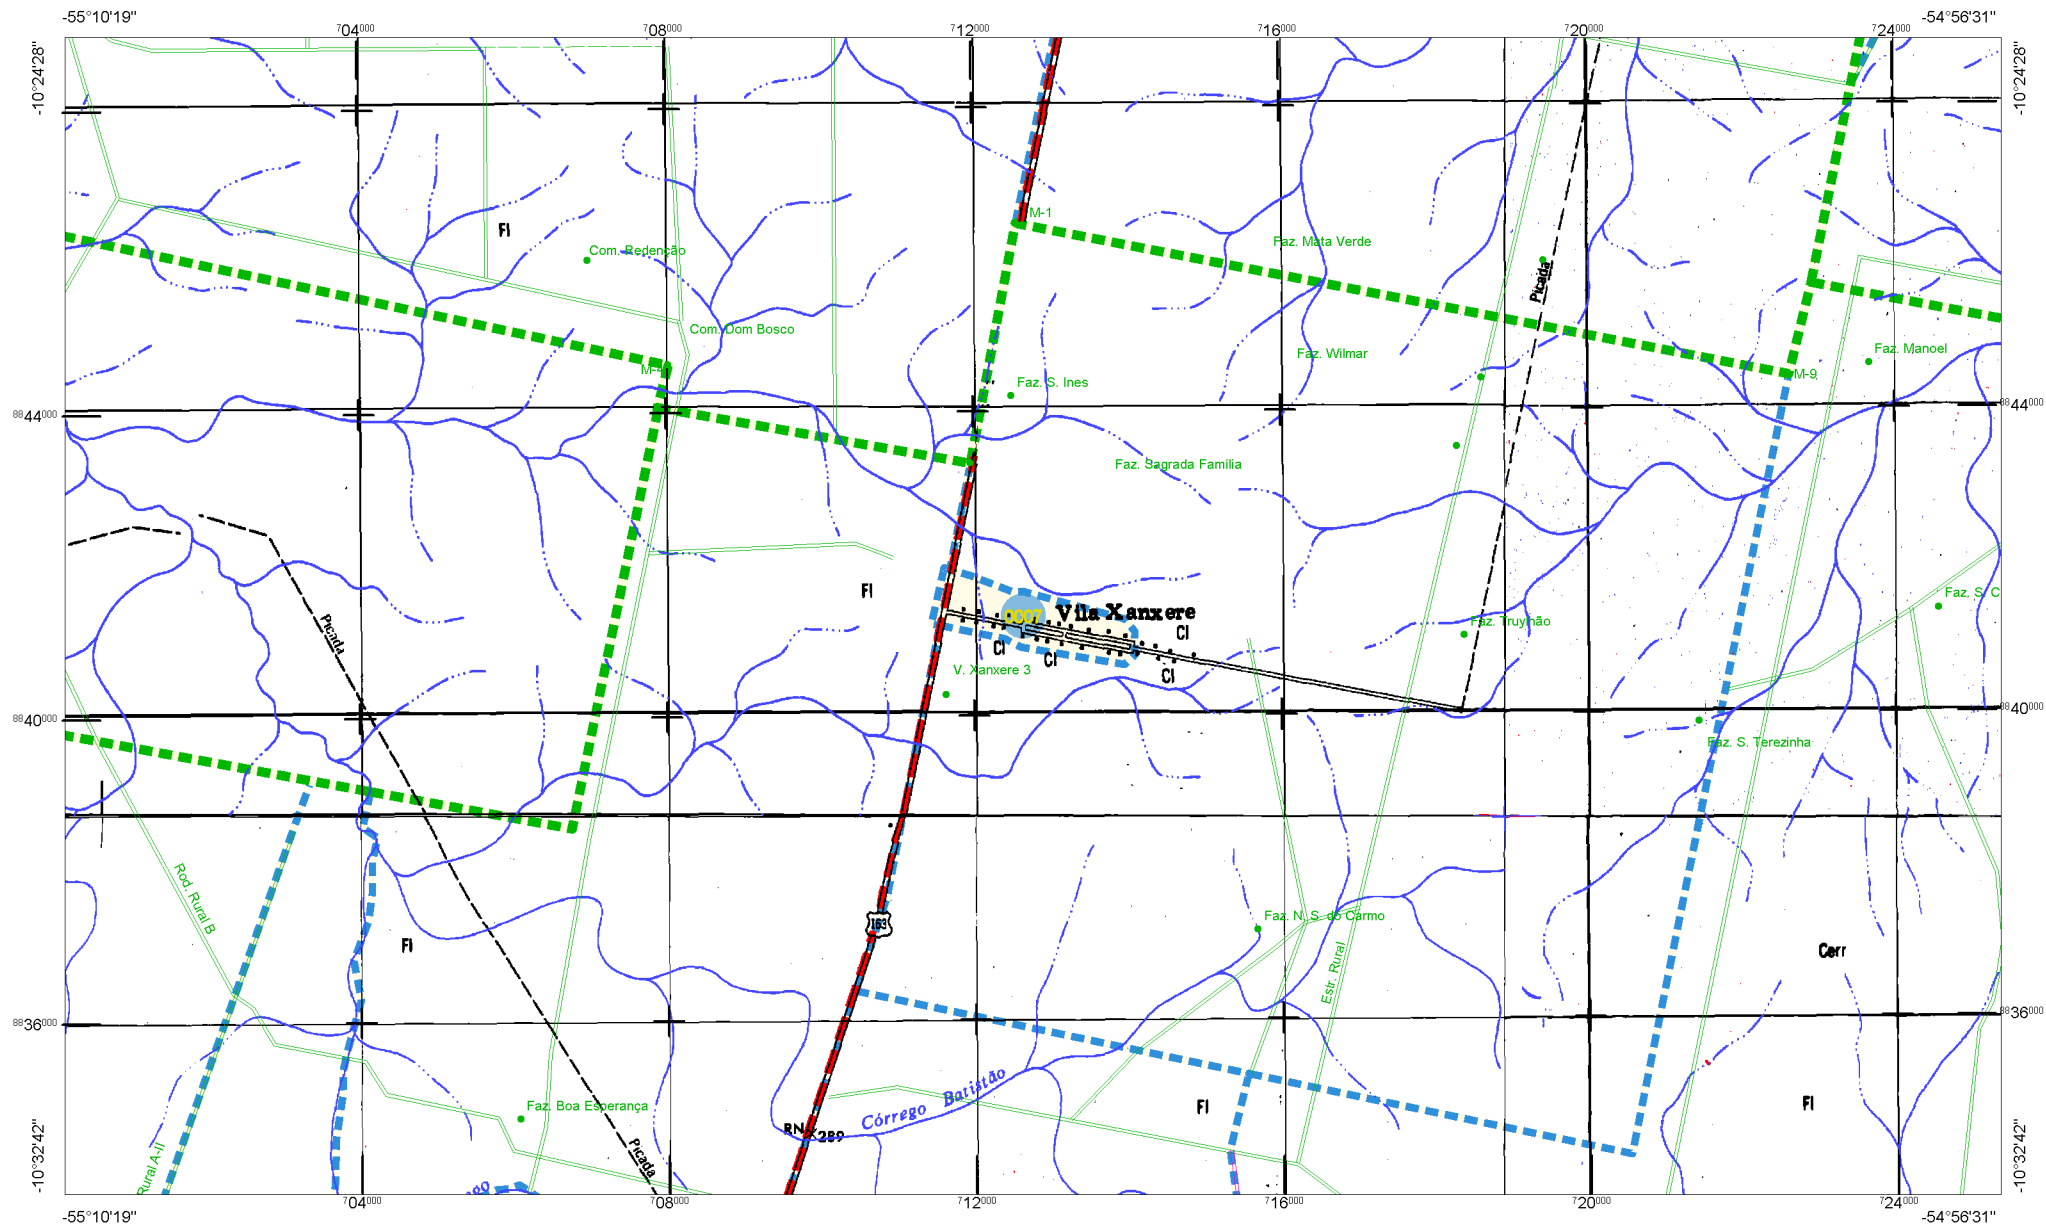 -55°10'19"
704000
708000
712000
716000
720000
724000
-54°56'31"
-10°24'28"
-10°24'28"
M-1
Fl
Faz. Mata Verde
Com. Redenção
Picada
Com. Dom Bosco
Faz. Wilmar
Faz. Manoel
M-4
M-9
Faz. S. Ines
8844000
8844000
Faz. Sagrada Família
Fl
Faz. S. C
0007
Vila Xanxere
Picada
Cl
Faz. Truylhão
Cl
Cl
V. Xanxere 3
Cl
8840000
8840000
Faz. S. Terezinha
Rod. Rural B
163
Faz. N. S. do Carmo
Fl
Cerr
Estr. Rural
8836000
8836000
Córrego Batistão
Faz. Boa Esperança
Fl
Fl
RN 289
Picada
Rural A-II
-10°32'42"
-10°32'42"
704000
708000
712000
716000
720000
724000
-55°10'19"
-54°56'31"